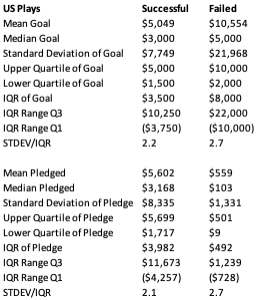 US Plays Successful Failed
Mean Goal $5,049 $10,554
Median Goal $3,000 $5,000
Standard Deviation of Goal $7,749 $21,968
Upper Quartile of Goal $5,000 $10,000
Lower Quartile of Goal $1,500 $2,000
IQR of Goal $3,500 $8,000
IQR Range Q3 $10,250 $22,000
IQR Range Q1 ($3,750) ($10,000)
STDEV/IQR 2.2 2.7
Mean Pledged $5,602 $559
Median Pledged $3,168 $103
Standard Deviation of Pledge $8,335 $1,331
Upper Quartile of Pledge $5,699 $501
Lower Quartile of Pledge $1,717 $9
IQR of Pledge $3,982 $492
IQR Range Q3 $11,673 $1,239
IQR Range Q1 ($4,257) ($728)
STDEV/IQR 2.1 2.7